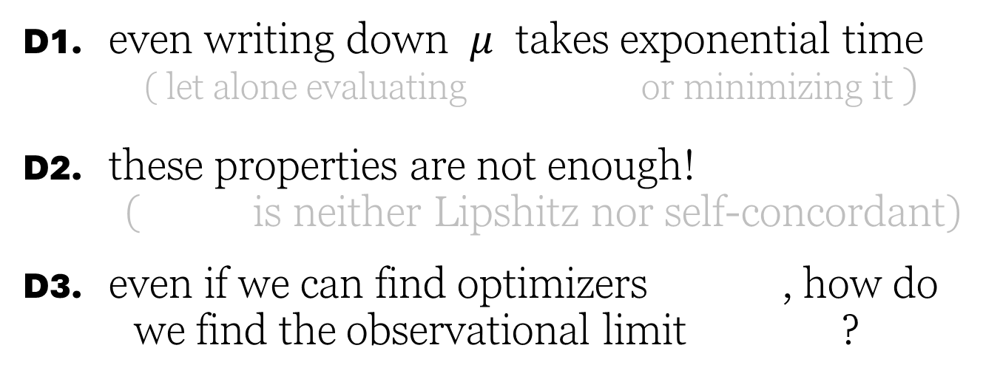 D1. even writing down μ takes exponential time
( let alone evaluating or minimizing it )
D2. these properties are not enough!
( is neither Lipshitz nor self-concordant)
D3. even if we can find optimizers , how do
we find the observational limit ?